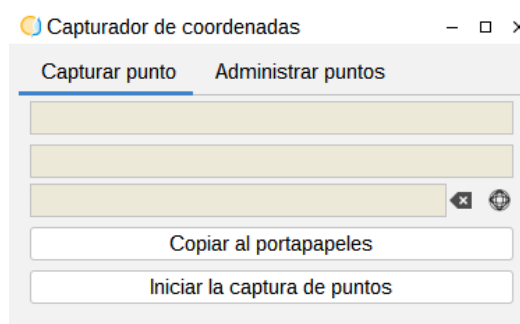 Capturador de coordenadas
Capturar punto Administrar puntos
Copiar al portapapeles
Iniciar la captura de puntos